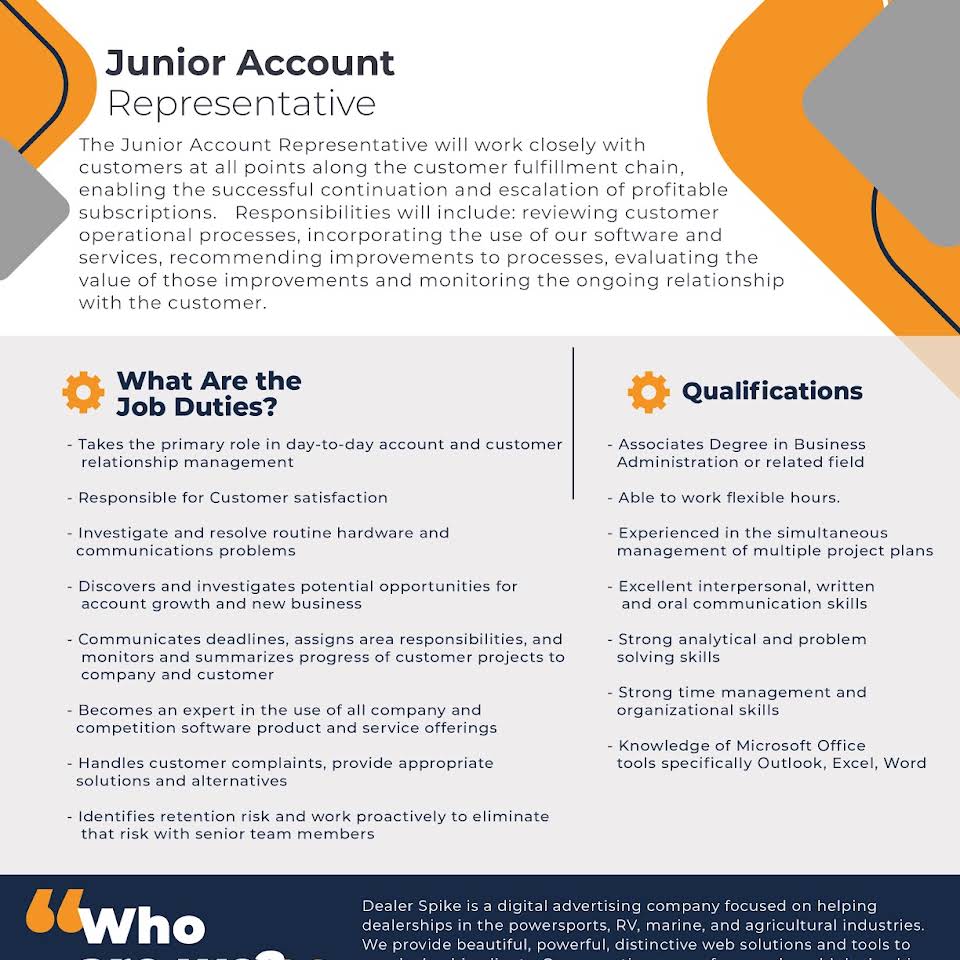 Junior Account
Representative
The Junior Account Representative will work closely with
customers at all points along the customer fulfillment chain,
enabling the successful continuation and escalation of profitable
subscriptions.   Responsibilities will include: reviewing customer
operational processes, incorporating the use of our software and
services, recommending improvements to processes, evaluating the
value of those improvements and monitoring the ongoing relationship
with the customer.
What Are the
Job Duties?
- Takes the primary role in day-to-day account and customer
relationship management
- Responsible for Customer satisfaction
- Investigate and resolve routine hardware and
communications problems
- Discovers and investigates potential opportunities for
account growth and new business
- Communicates deadlines, assigns area responsibilities, and
monitors and summarizes progress of customer projects to
company and customer
- Becomes an expert in the use of all company and
competition software product and service offerings
- Handles customer complaints, provide appropriate
solutions and alternatives
- Identifies retention risk and work proactively to eliminate
that risk with senior team members
Qualifications
- Associates Degree in Business
Administration or related field
- Able to work flexible hours.
- Experienced in the simultaneous
management of multiple project plans
- Excellent interpersonal, written
and oral communication skills
- Strong analytical and problem
solving skills
- Strong time management and
organizational skills
- Knowledge of Microsoft Office
tools specifically Outlook, Excel, Word
“Who
are we?
Dealer Spike is a digital advertising company focused on helping
dealerships in the powersports, RV, marine, and agricultural industries.
We provide beautiful, powerful, distinctive web solutions and tools to